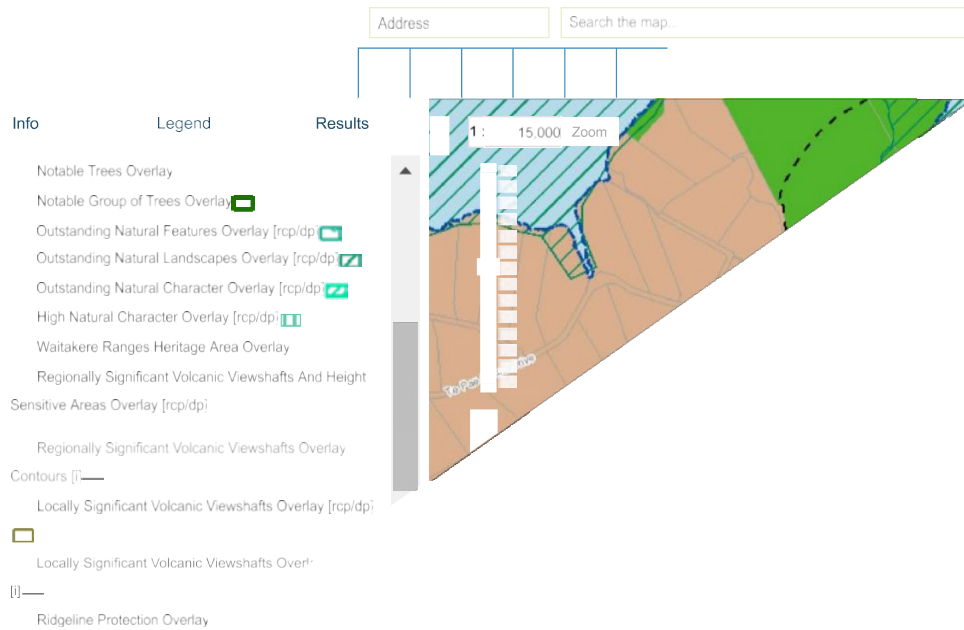 Address
Search the map...
Info
Legend
Results
1 :
15,000
Zoom
Notable Trees Overlay
Notable Group of Trees Overlay
Outstanding Natural Features Overlay [rcp/dp]
Outstanding Natural Landscapes Overlay [rcp/dp]
Outstanding Natural Character Overlay [rcp/dp]
High Natural Character Overlay [rcp/dp]
Waitakere Ranges Heritage Area Overlay
Regionally Significant Volcanic Viewshafts And Height
Sensitive Areas Overlay [rcp/dp]
Regionally Significant Volcanic Viewshafts Overlay
Contours [i]
Locally Significant Volcanic Viewshafts Overlay [rcp/dp]
Locally Significant Volcanic Viewshafts
[i]
Ridgeline Protection Overlay